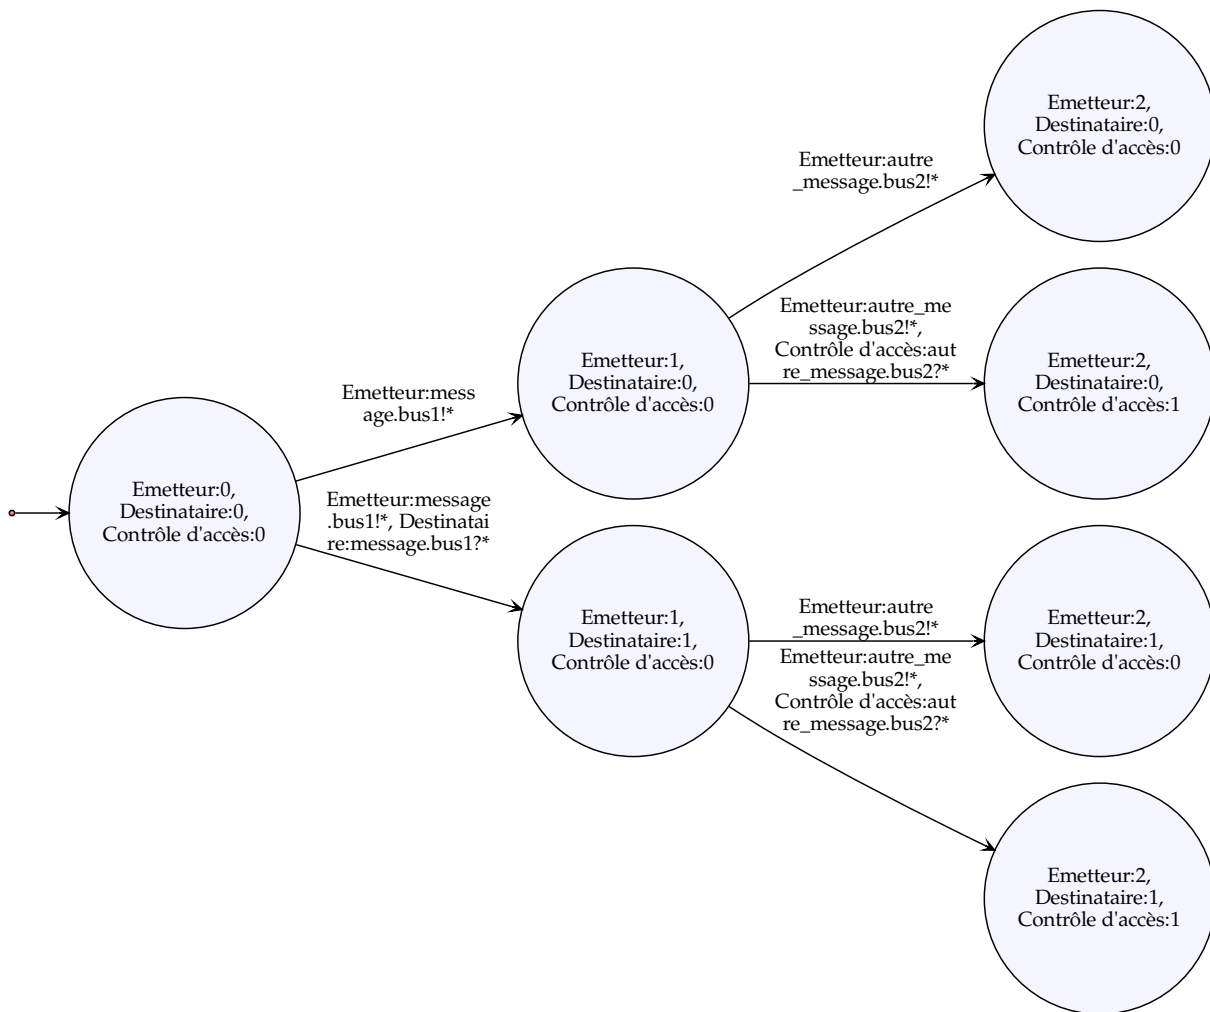 Emetteur:2,
Destinataire:0,
Contrôle d'accès:0
Emetteur:autre
_message.bus2!*
Emetteur:autre_me
ssage.bus2!*,
Contrôle d'accès:aut
re_message.bus2?*
Emetteur:1,
Destinataire:0,
Contrôle d'accès:0
Emetteur:2,
Destinataire:0,
Contrôle d'accès:1
Emetteur:mess
age.bus1!*
Emetteur:0,
Destinataire:0,
Contrôle d'accès:0
Emetteur:message
.bus1!*, Destinatai
re:message.bus1?*
Emetteur:1,
Destinataire:1,
Contrôle d'accès:0
Emetteur:autre
_message.bus2!*
Emetteur:autre_me
ssage.bus2!*,
Contrôle d'accès:aut
re_message.bus2?*
Emetteur:2,
Destinataire:1,
Contrôle d'accès:0
Emetteur:2,
Destinataire:1,
Contrôle d'accès:1